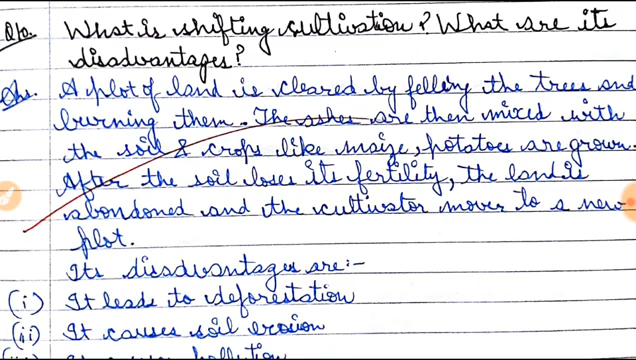 Q10. What is shifting cultivation? What are its
disadvantages?
Ans. A plot of land is cleared by felling the trees and
burning them. The ashes are then mixed with
the soil & crops like maize, potatoes are grown.
After the soil loses its fertility, the land is
abandoned and the cultivator moves to a new
plot.
Its disadvantages are:-
(i) It leads to deforestation
(ii) It causes soil erosion
pollution